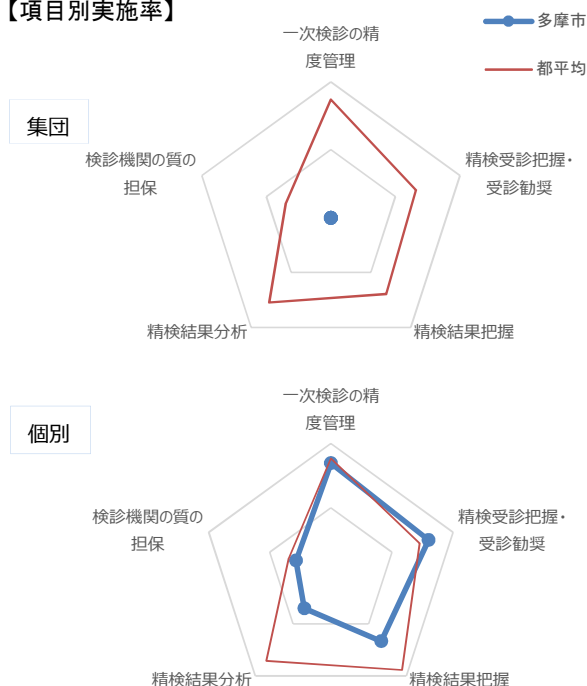 【項目別実施率】
多摩市
都平均
集団
一次検診の精
度管理
精検受診把握・
受診勧奨
精検結果把握
精検結果分析
検診機関の質の
担保
個別
一次検診の精
度管理
精検受診把握・
受診勧奨
精検結果把握
精検結果分析
検診機関の質の
担保